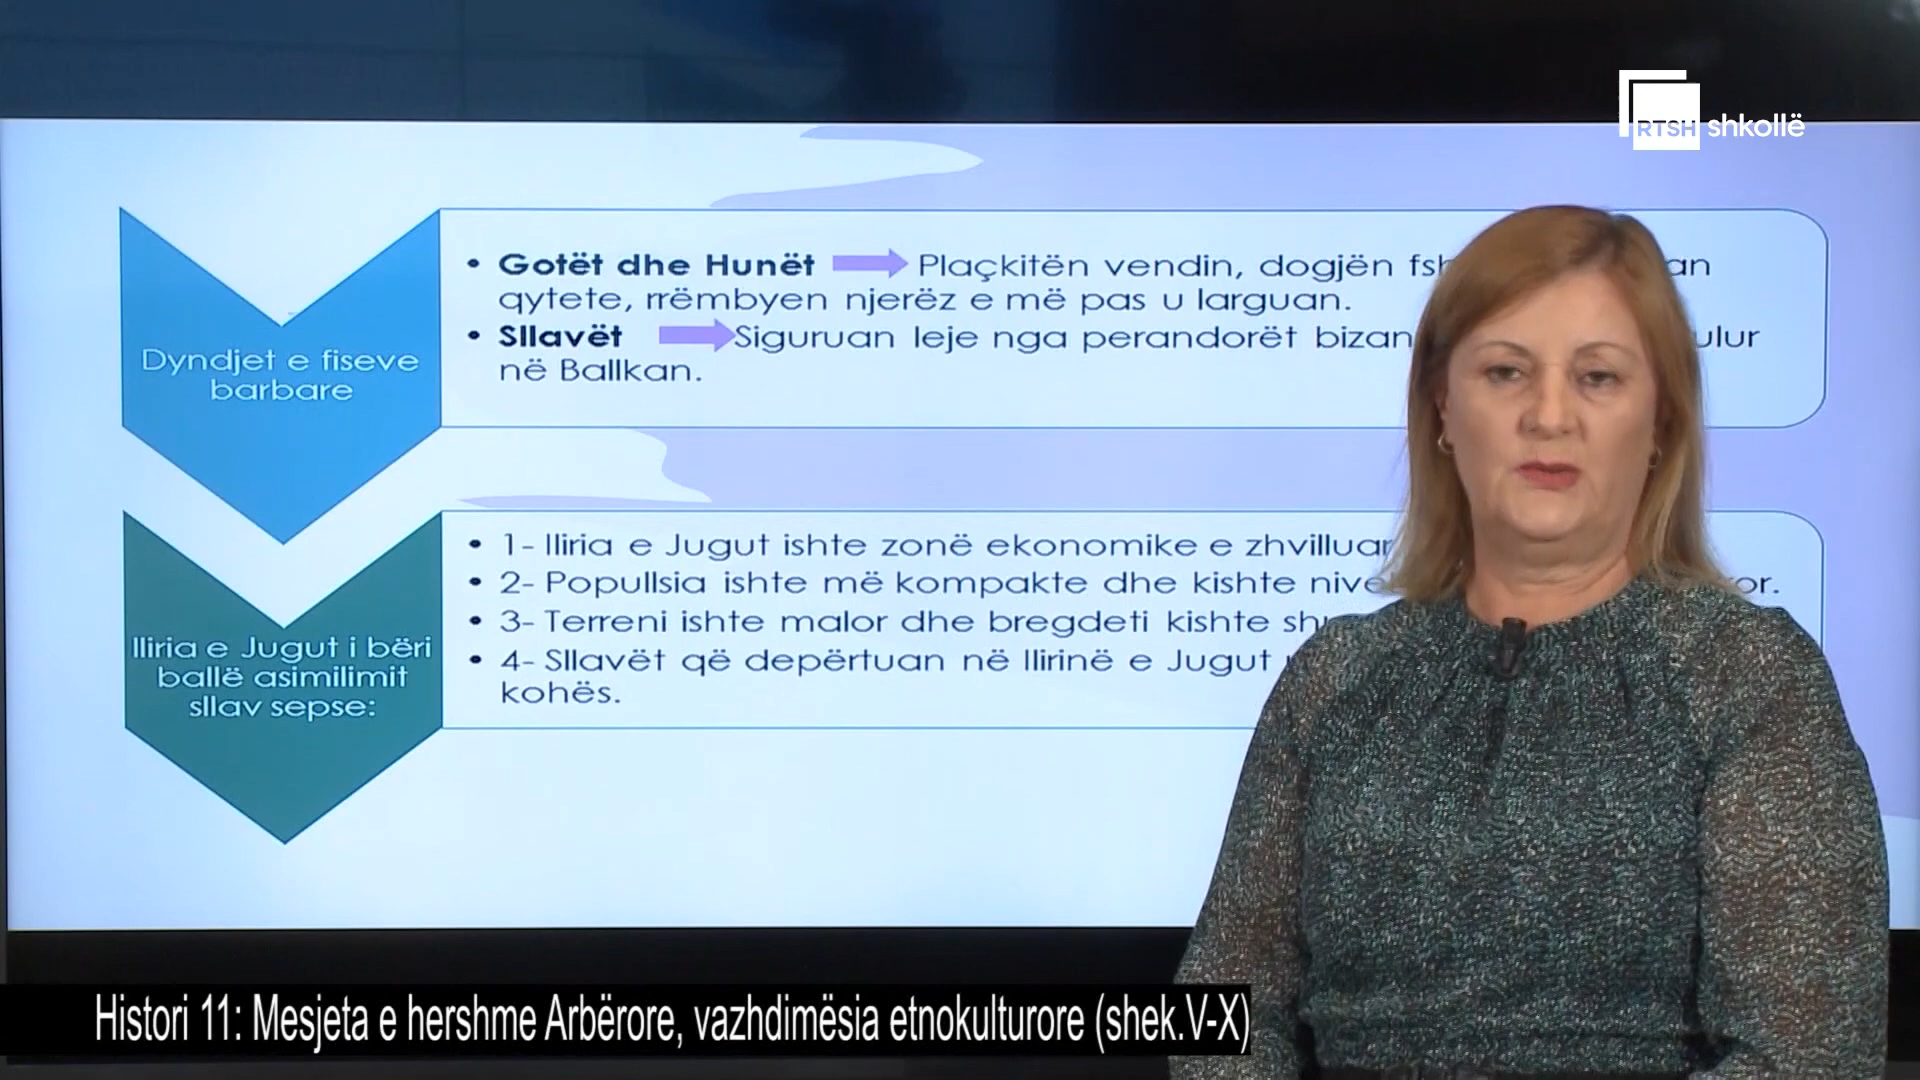 RTSH shkollë
• Gotët dhe Hunët Plaçkitën vendin, dogjën
qytete, rrëmbyen njerëz e më pas u larguan.
• Sllavët Siguruan leje nga perandorët
në Ballkan.
Dyndjet e fiseve
barbare
• 1- Iliria e Jugut ishte zonë ekonomike e
• 2- Popullsia ishte më kompakte dhe kishte
• 3- Terreni ishte malor dhe bregdeti kishte
• 4- Sllavët që depërtuan në Ilirinë e Jugut
kohës.
Iliria e Jugut i bëri
ballë asimilimit
sllav sepse:
Histori 11: Mesjeta e hershme Arbërore, vazhdimësia etnokulturore (shek.V-X)